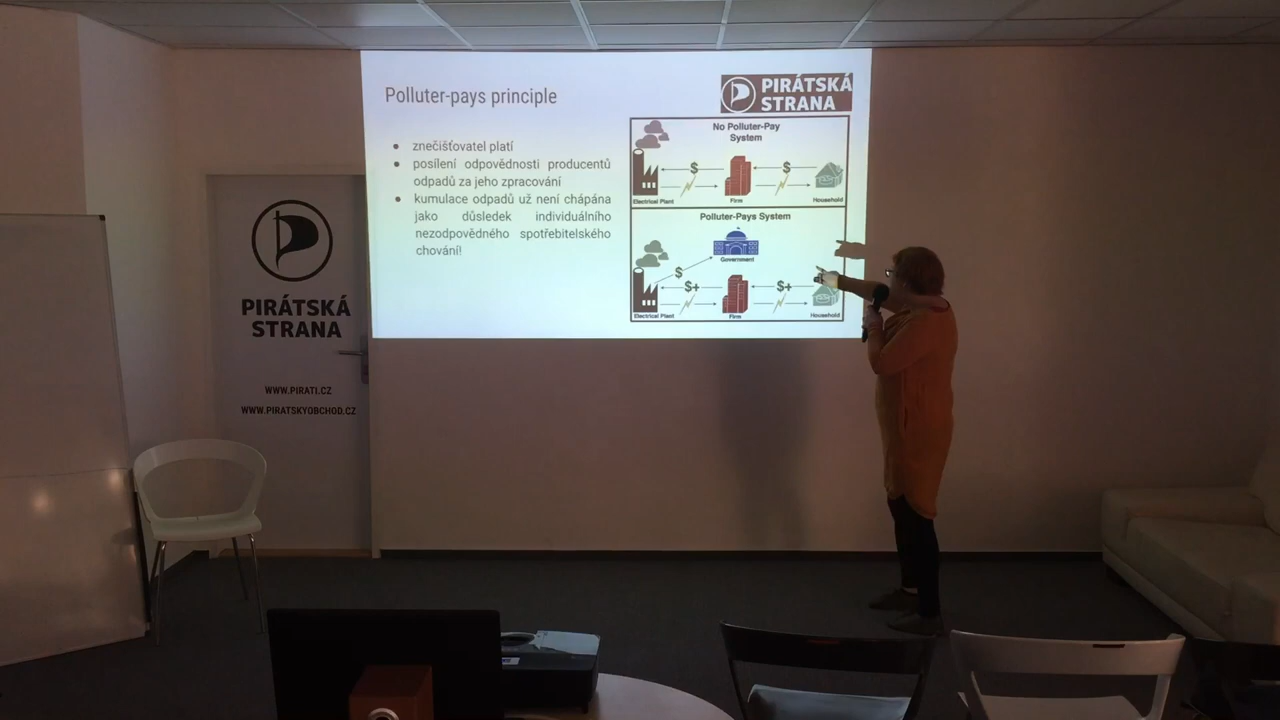 Polluter-pays principle
PIRÁTSKÁ
STRANA
znečišťovatel platí
posílení odpovědnosti producentů
odpadů za jeho zpracování
kumulace odpadů už není chápána
jako důsledek individuálního
nezodpovědného spotřebitelského
chování!
No Polluter-Pay
System
$ $
Electrical Plant Firm Household
Polluter-Pays System
Government
$
$+ $+
Electrical Plant Firm Household
PIRÁTSKÁ
STRANA
WWW.PIRATI.CZ
WWW.PIRATSKYOBCHOD.CZ